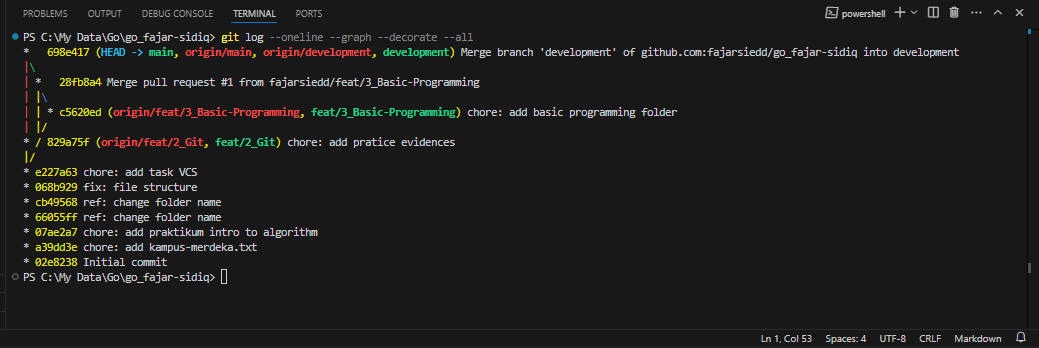 PROBLEMS OUTPUT DEBUG CONSOLE TERMINAL PORTS powershell
PS C:\My Data\Go\go_fajar-sidiq> git log --oneline --graph --decorate --all
*   698e417 (HEAD -> main, origin/main, origin/development, development) Merge branch 'development' of github.com:fajarsiedd/go_fajar-sidiq into development
|\
| *   28fb8a4 Merge pull request #1 from fajarsiedd/feat/3_Basic-Programming
| |\
| | * c5620ed (origin/feat/3_Basic-Programming, feat/3_Basic-Programming) chore: add basic programming folder
| |/
* / 829a75f (origin/feat/2_Git, feat/2_Git) chore: add pratice evidences
|/
* e227a63 chore: add task VCS
* 068b929 fix: file structure
* cb49568 ref: change folder name
* 66055ff ref: change folder name
* 07ae2a7 chore: add praktikum intro to algorithm
* a39dd3e chore: add kampus-merdeka.txt
* 02e8238 Initial commit
PS C:\My Data\Go\go_fajar-sidiq>
Ln 1, Col 53 Spaces: 4 UTF-8 CRLF Markdown